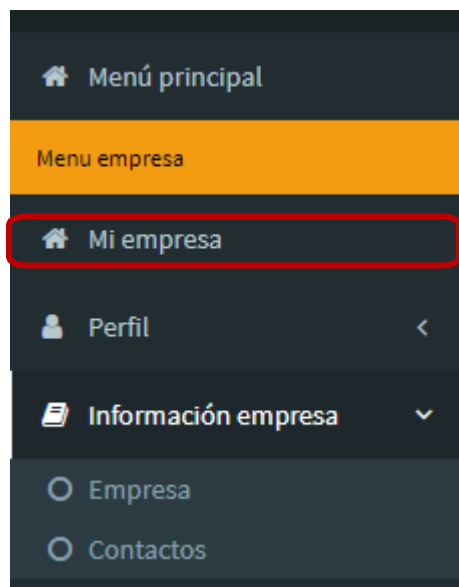 Menú principal
Menu empresa
Mi empresa
Perfil
Información empresa
Empresa
Contactos